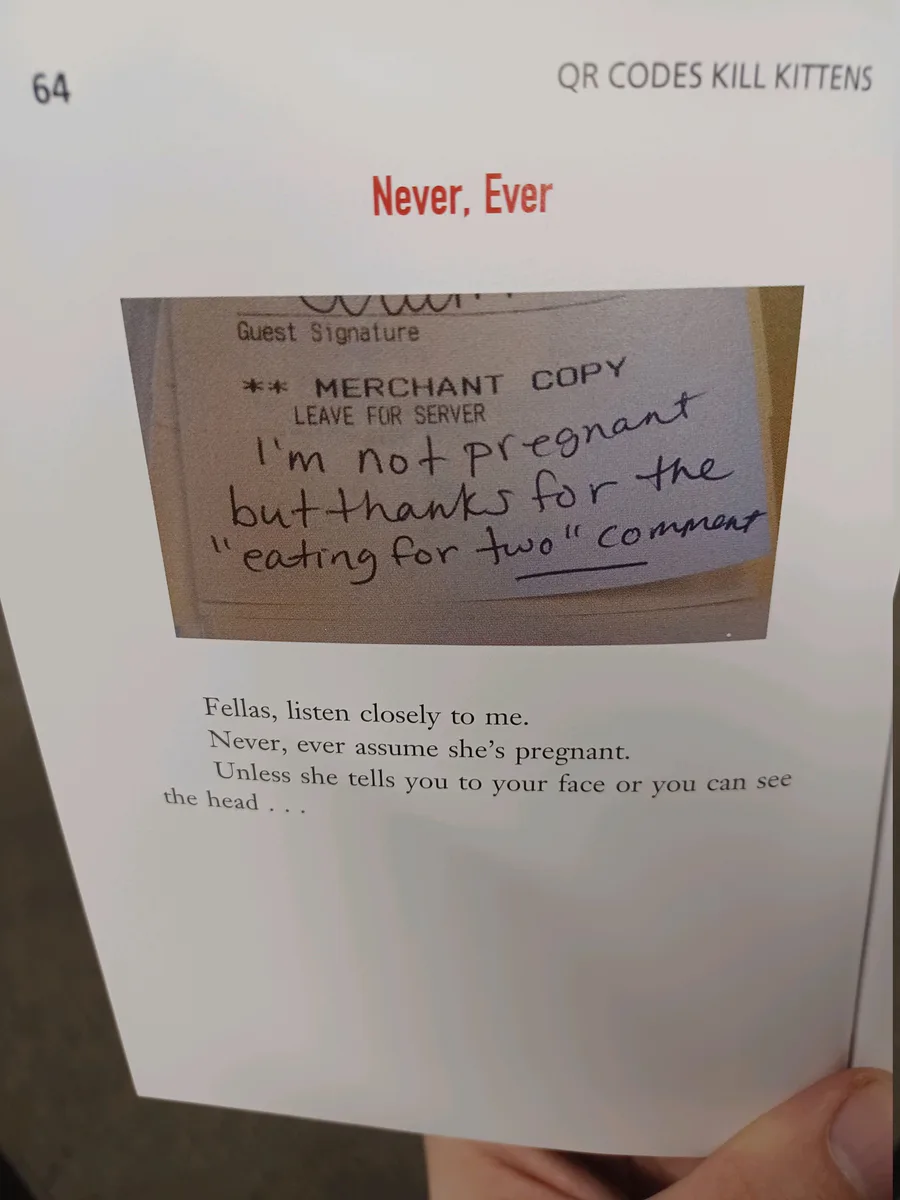 64
QR CODES KILL KITTENS
Never, Ever
Guest Signature
** MERCHANT COPY
LEAVE FOR SERVER
I'm not pregnant
but thanks for the
"eating for two" comment
Fellas, listen closely to me.
Never, ever assume she's pregnant.
Unless she tells you to your face or you can see
the head . . .